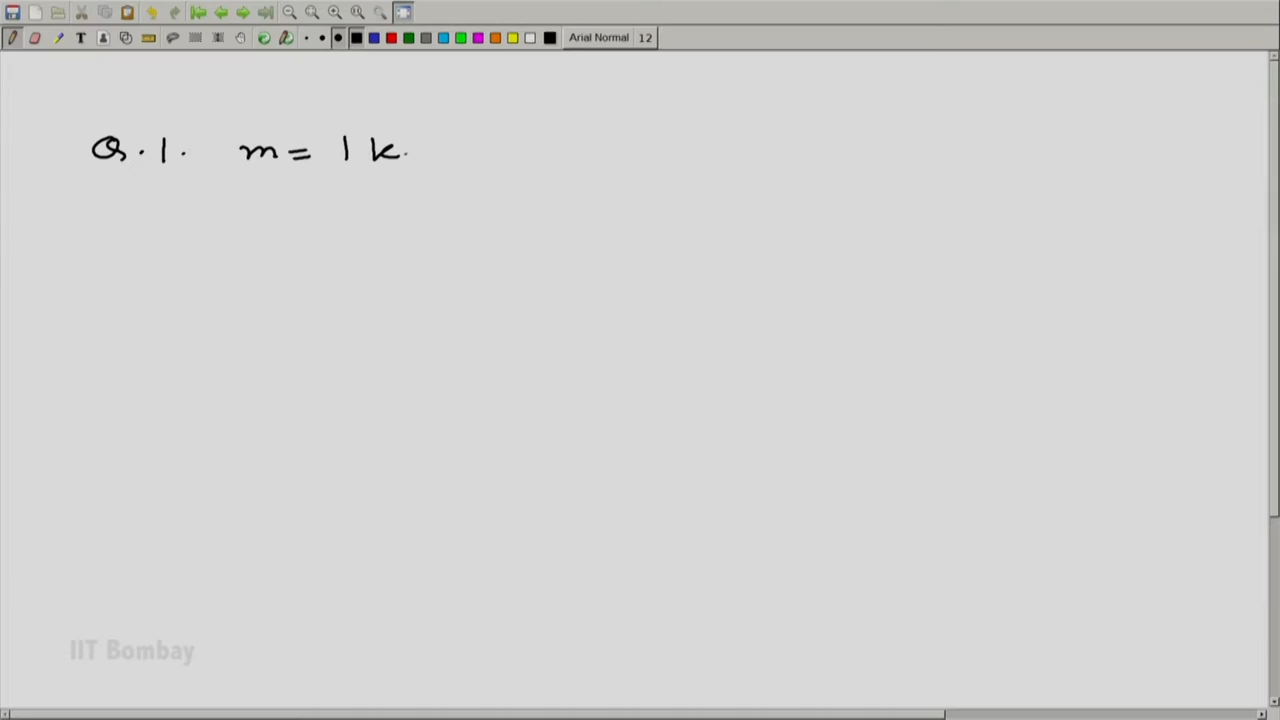 Arial Normal 12
Q.1. m = 1 k.
IIT Bombay